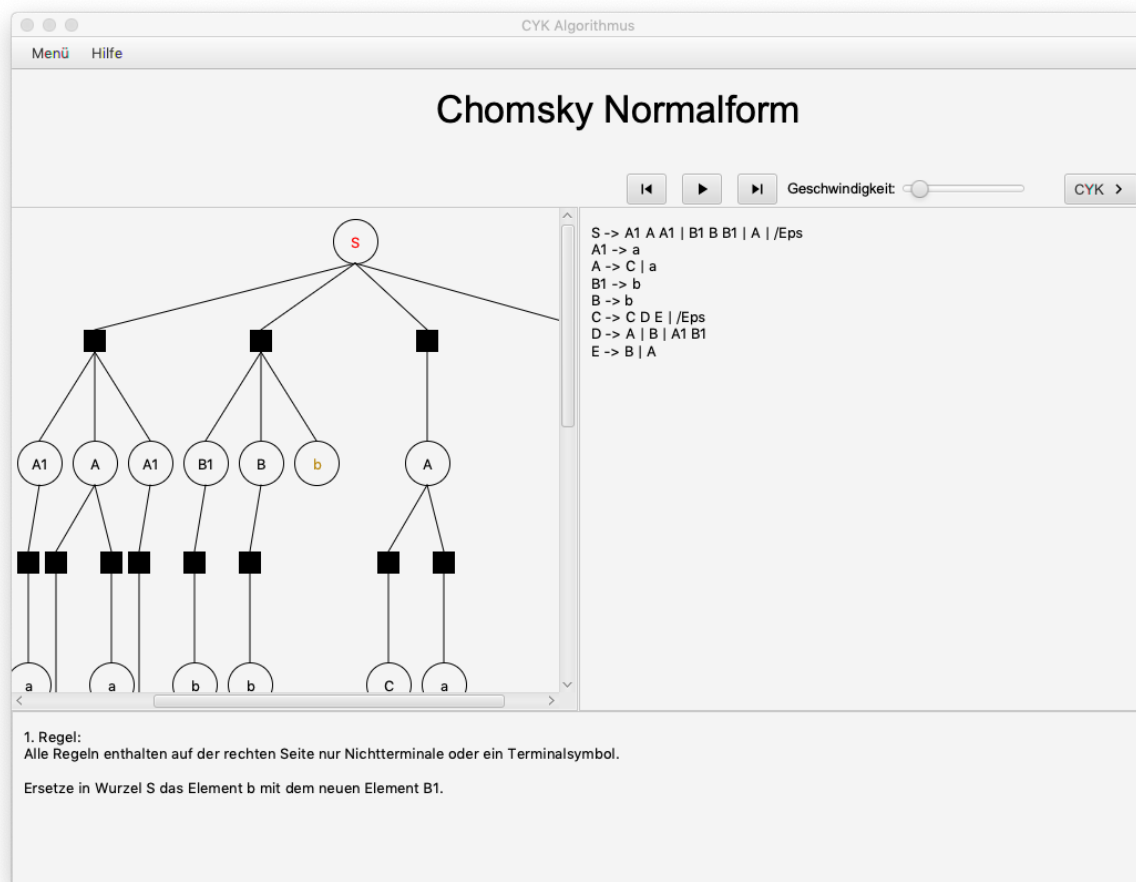 CYK Algorithmus
Menü Hilfe
Chomsky Normalform
Geschwindigkeit: CYK >
S
A1 A A1 B1 B b A
a a b b C a
S -> A1 A A1 | B1 B B1 | A | /Eps
A1 -> a
A -> C | a
B1 -> b
B -> b
C -> C D E | /Eps
D -> A | B | A1 B1
E -> B | A
1. Regel:
Alle Regeln enthalten auf der rechten Seite nur Nichtterminale oder ein Terminalsymbol.
Ersetze in Wurzel S das Element b mit dem neuen Element B1.